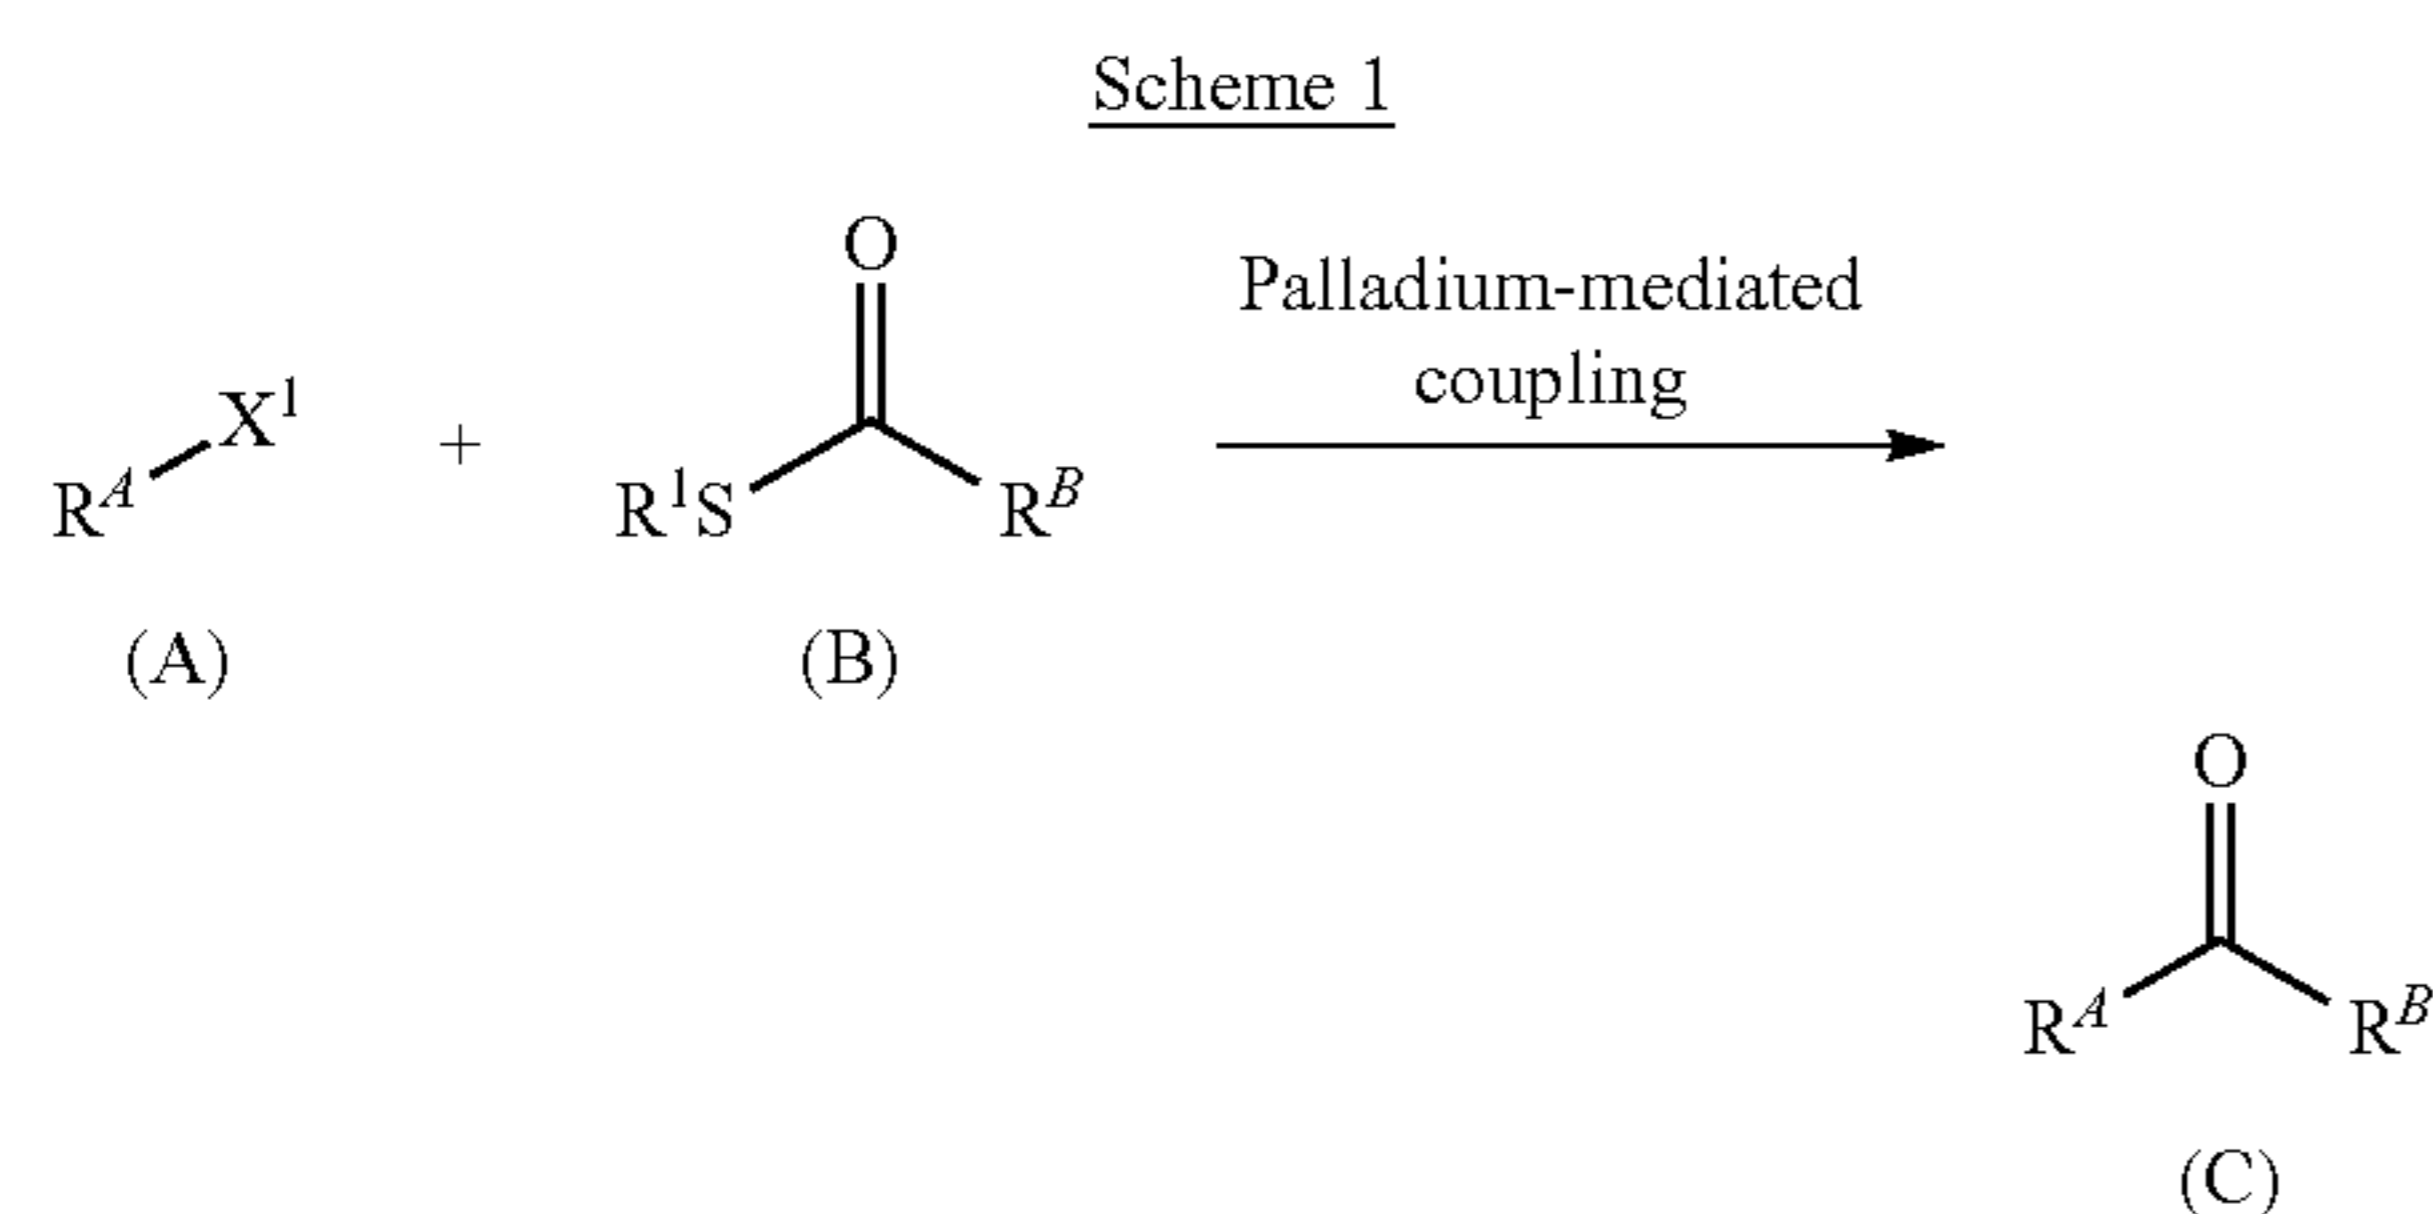 Scheme 1
O
Palladium-mediated
coupling
R^A X^1 + R^1S R^B
(A) (B)
O
R^A R^B
(C)